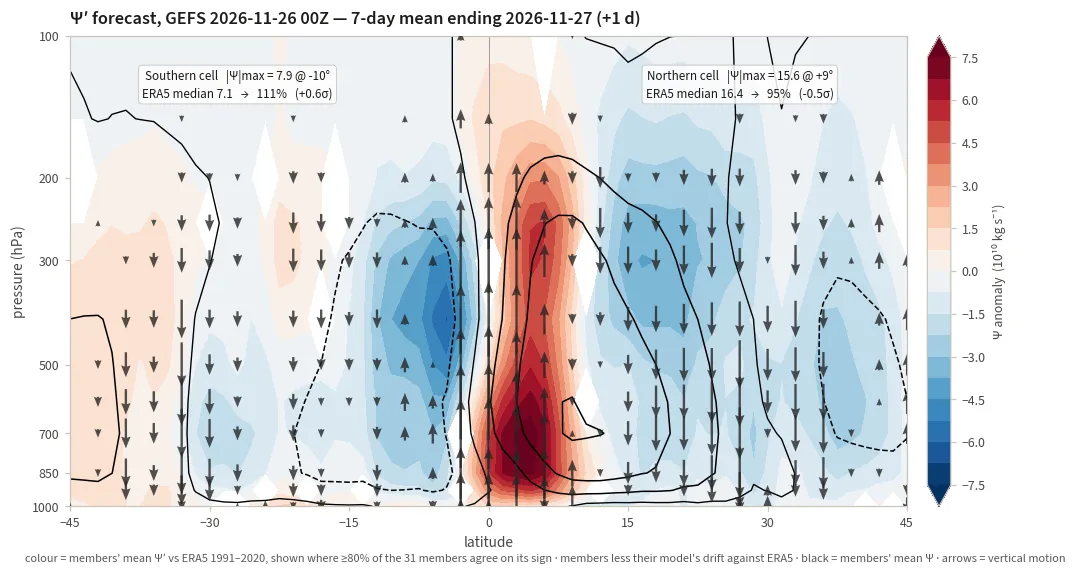 Ψ′ forecast, GEFS 2026-11-26 00Z — 7-day mean ending 2026-11-27 (+1 d)
Southern cell |Ψ|max = 7.9 @ -10°
ERA5 median 7.1 → 111% (+0.6σ)
Northern cell |Ψ|max = 15.6 @ +9°
ERA5 median 16.4 → 95% (-0.5σ)
pressure (hPa)
100
200
300
400
500
700
850
1000
−45
−30
−15
0
15
30
45
latitude
7.5
6.0
4.5
3.0
1.5
0.0
−1.5
−3.0
−4.5
−6.0
−7.5
Ψ anomaly (10¹⁰ kg s⁻¹)
colour = members' mean Ψ′ vs ERA5 1991–2020, shown where ≥80% of the 31 members agree on its sign · members less their model's drift against ERA5 · black = members' mean Ψ · arrows = vertical motion